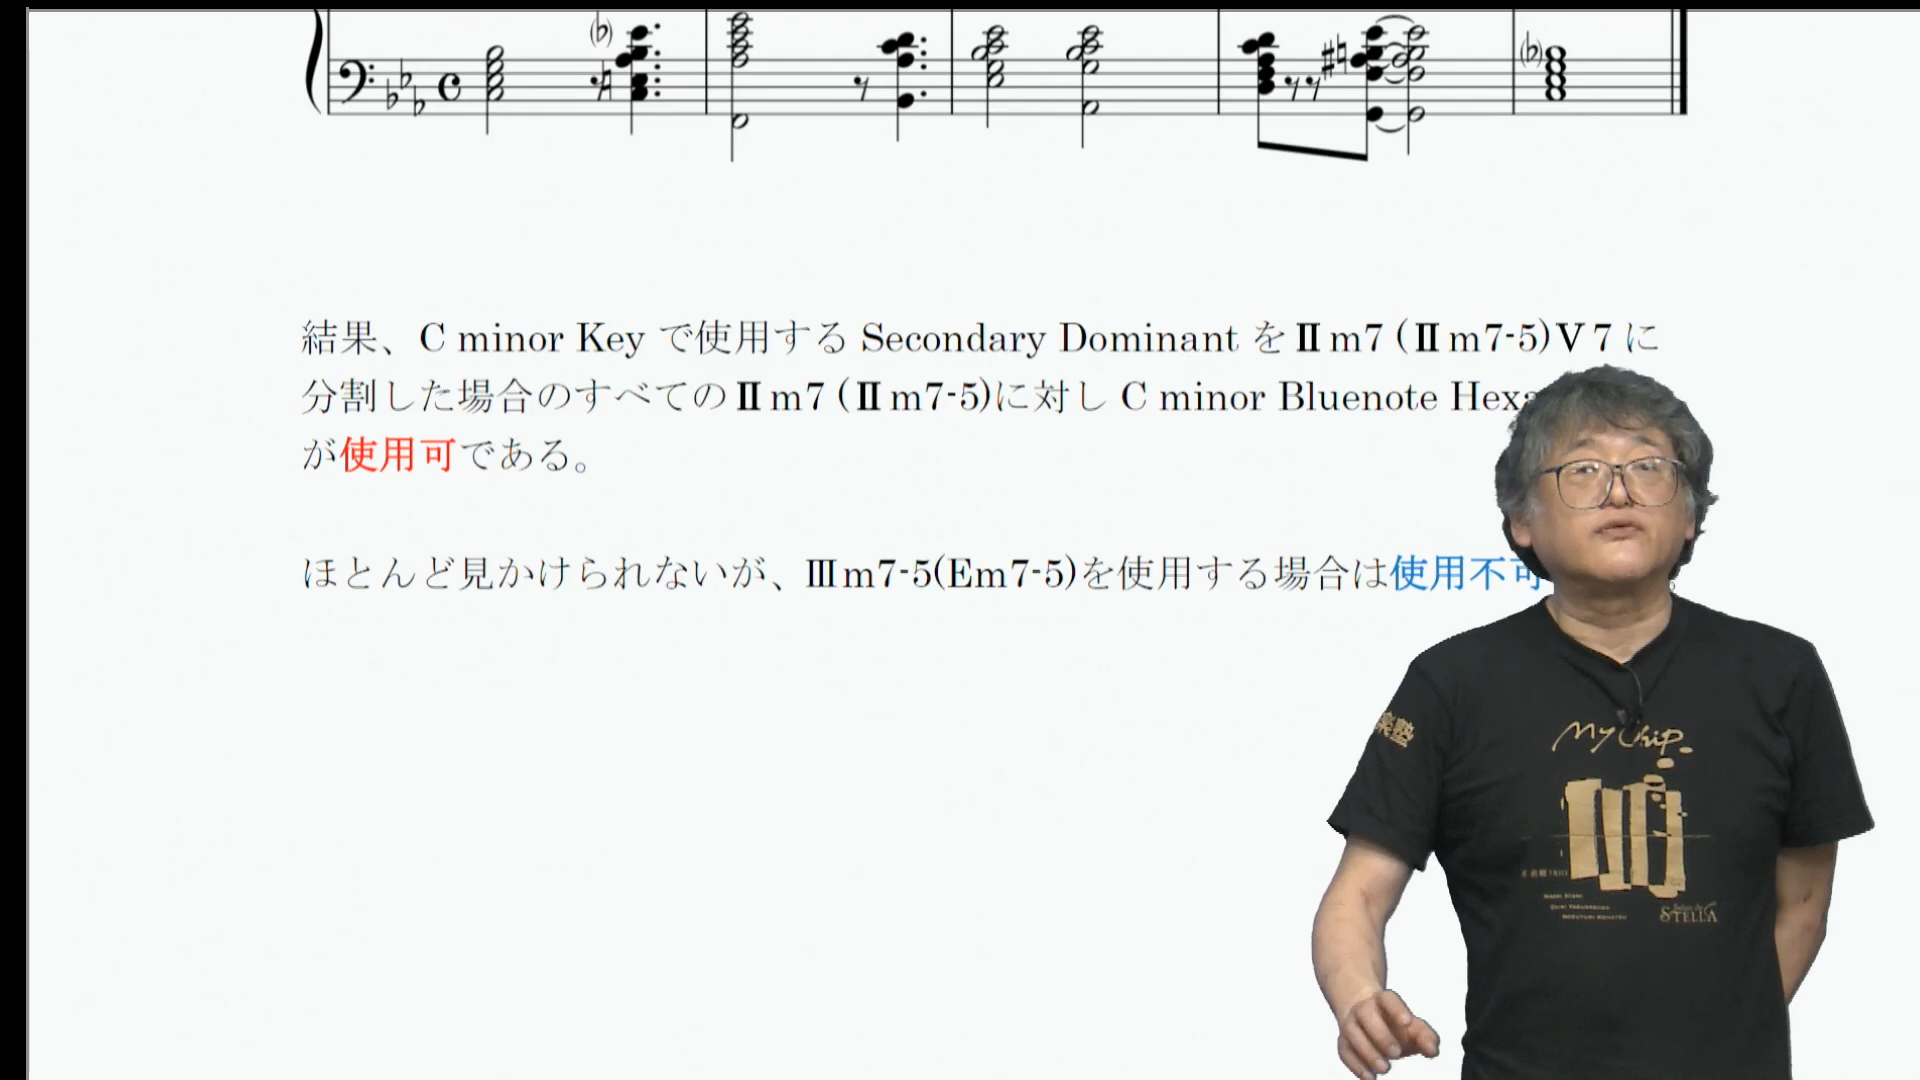 結果、C minor Key で使用する Secondary Dominant をⅡm7 (Ⅱm7-5)Ⅴ7 に
分割した場合のすべてのⅡm7 (Ⅱm7-5)に対し C minor Bluenote
が使用可である。
ほとんど見かけられないが、Ⅲm7-5(Em7-5)を使用する場合は使用不可
楽塾
My Ship
STELLA